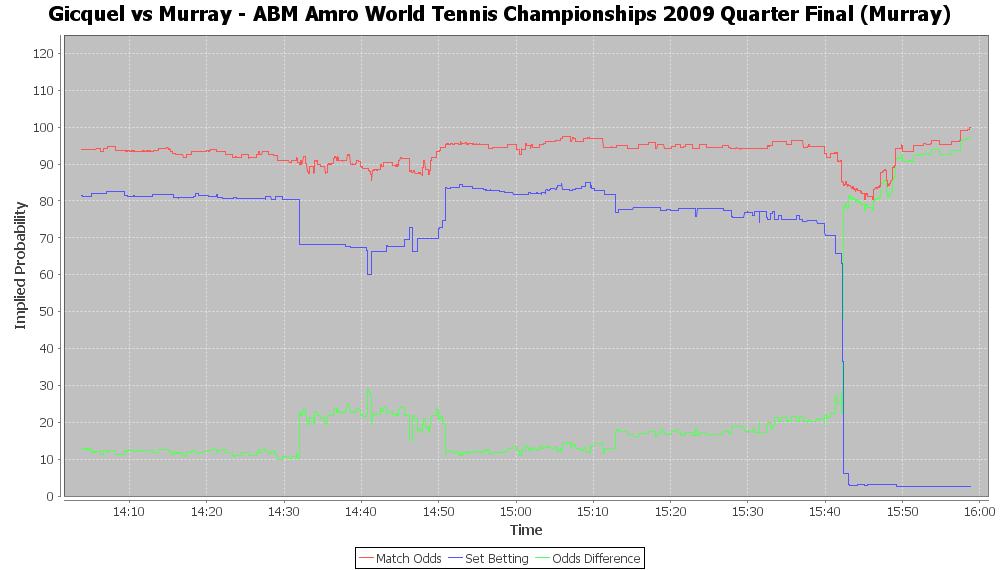 Gicquel vs Murray - ABM Amro World Tennis Championships 2009 Quarter Final (Murray)
120
110
100
90
80
70
60
50
40
30
20
10
0
Implied Probability
14:10 14:20 14:30 14:40 14:50 15:00 15:10 15:20 15:30 15:40 15:50 16:00
Time
Match Odds Set Betting Odds Difference